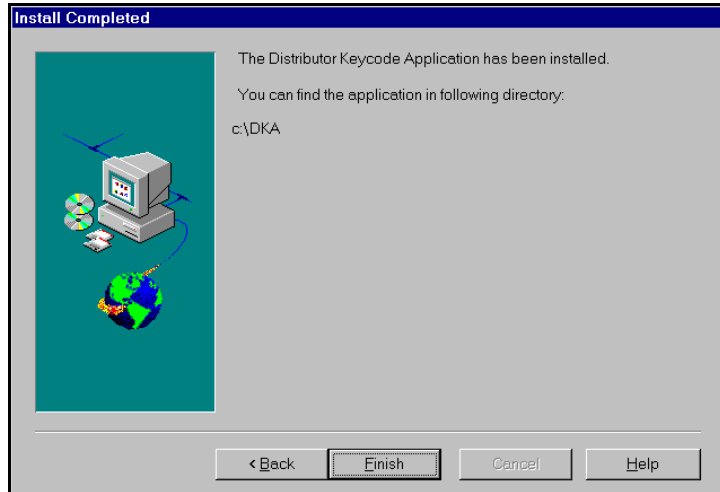 Install Completed
The Distributor Keycode Application has been installed.
You can find the application in following directory:
c:\DKA
< Back
Finish
Cancel
Help